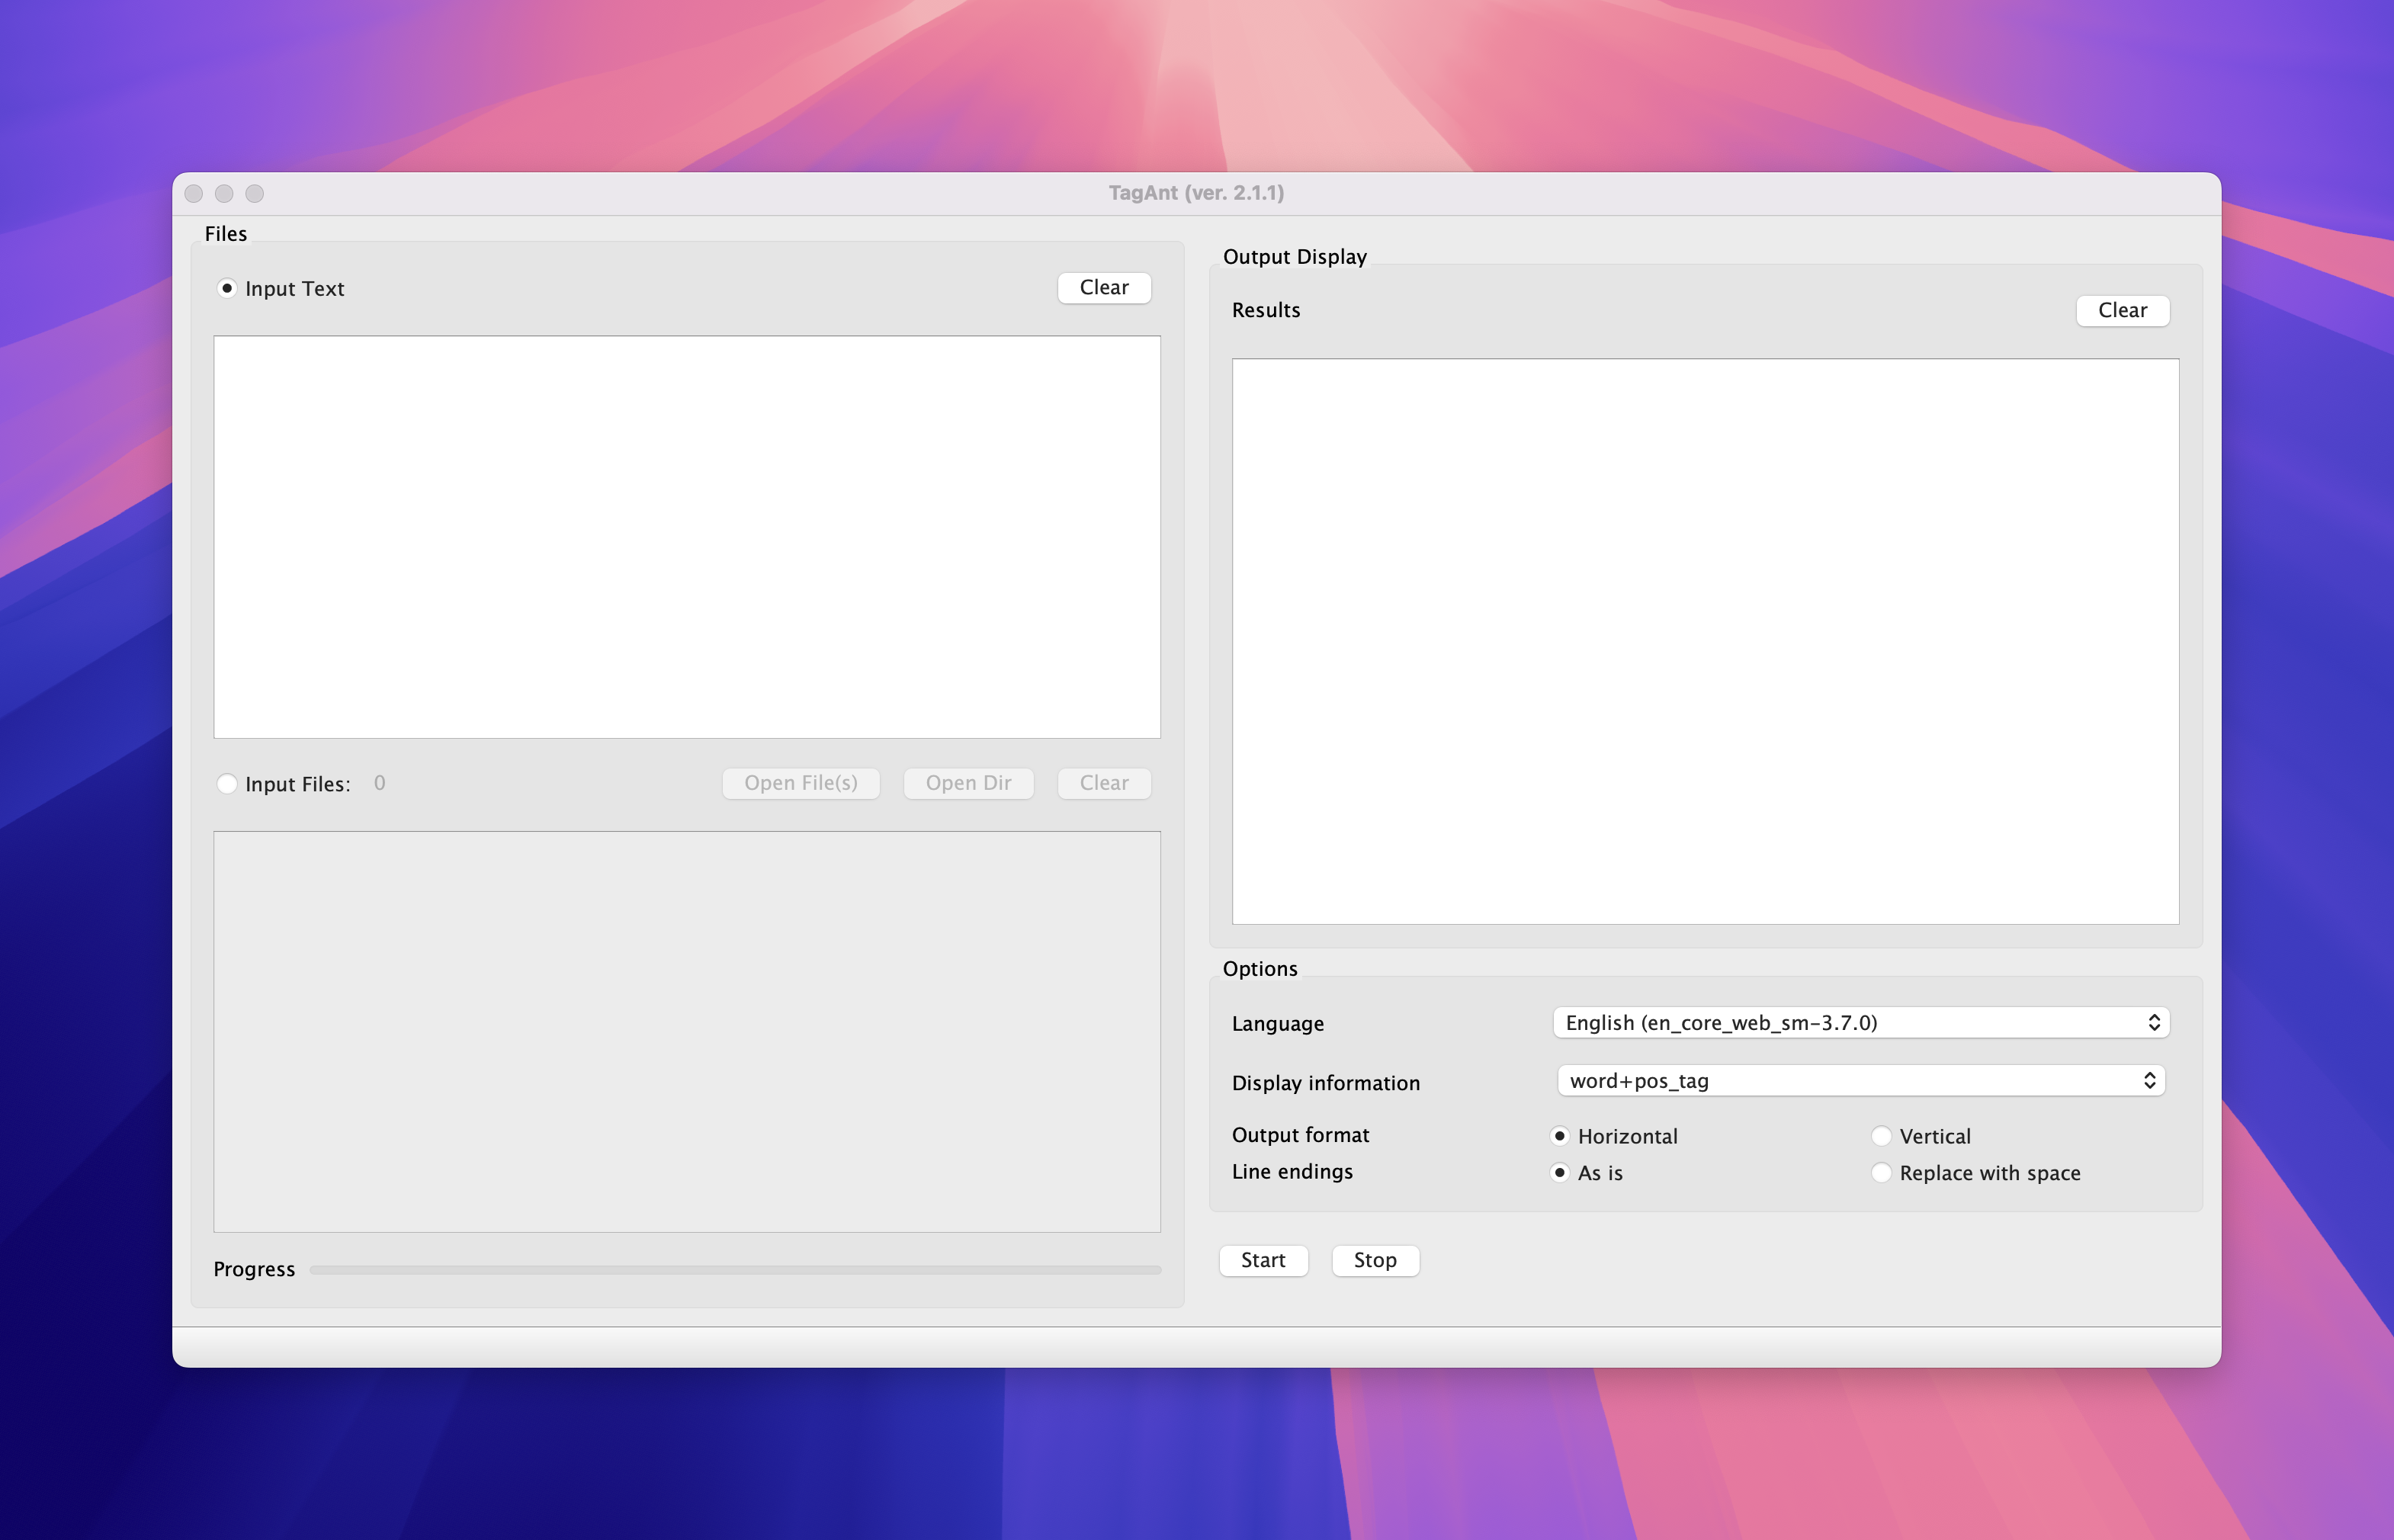 TagAnt (ver. 2.1.1)
Files
Input Text
Clear
Input Files: 0
Open File(s)
Open Dir
Clear
Progress
Output Display
Results
Clear
Options
Language
English (en_core_web_sm-3.7.0)
Display information
word+pos_tag
Output format
Horizontal
Vertical
Line endings
As is
Replace with space
Start
Stop